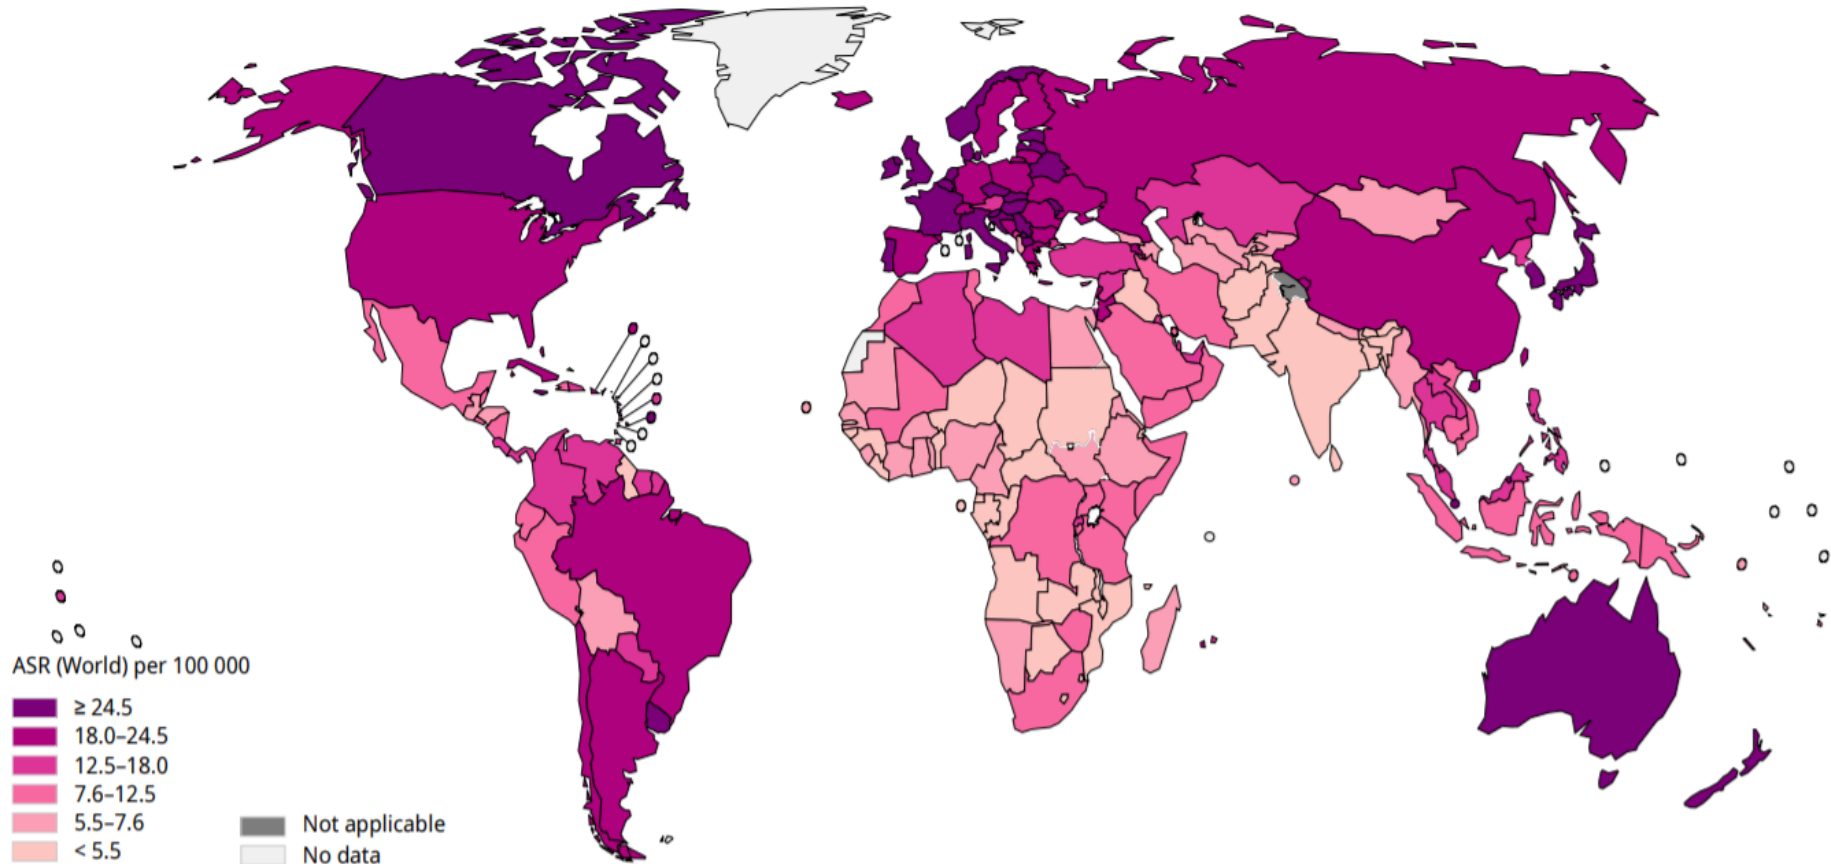 ASR (World) per 100 000
≥ 24.5
18.0–24.5
12.5–18.0
7.6–12.5
5.5–7.6
< 5.5
Not applicable
No data